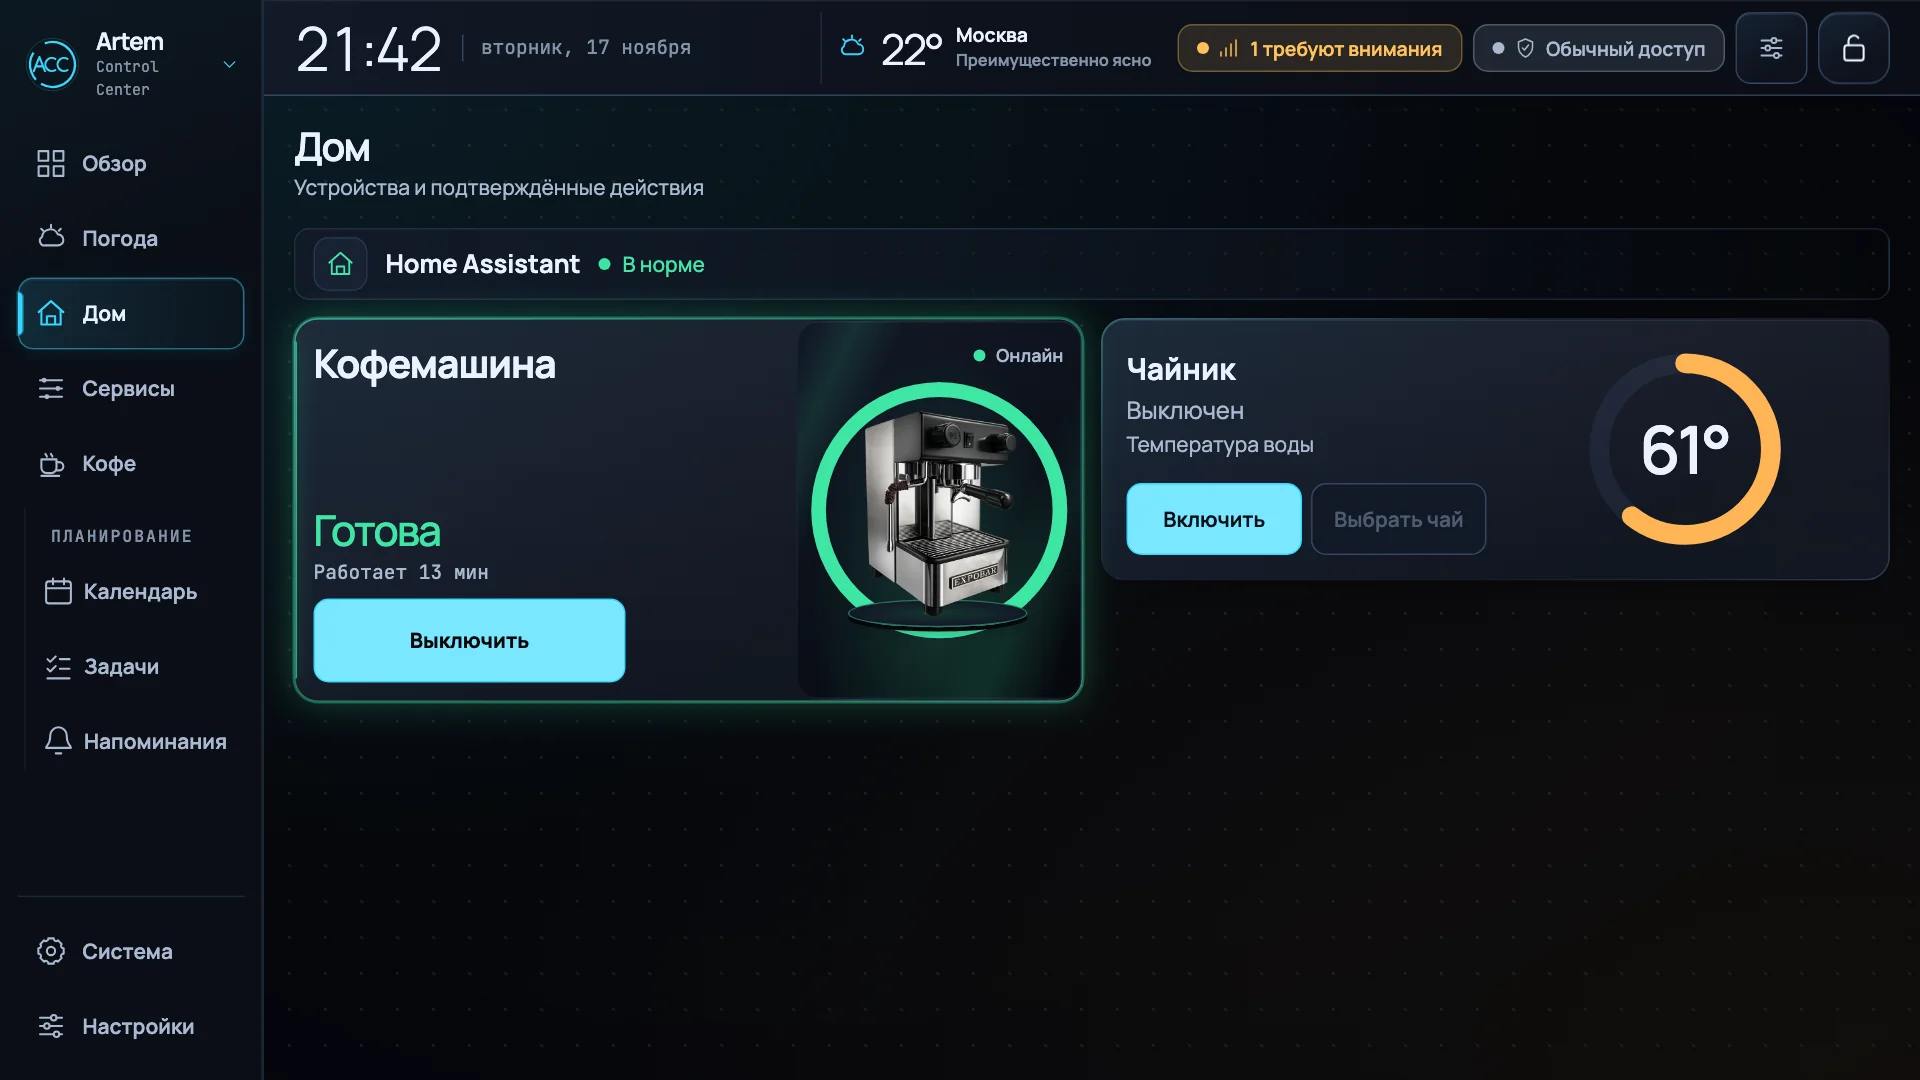 ACC
Artem
Control
Center
21:42
вторник, 17 ноября
22°
Москва
Преимущественно ясно
1 требуют внимания
Обычный доступ
Обзор
Погода
Дом
Сервисы
Кофе
ПЛАНИРОВАНИЕ
Календарь
Задачи
Напоминания
Система
Настройки
Дом
Устройства и подтверждённые действия
Home Assistant
В норме
Кофемашина
Онлайн
EXPOBAR
Готова
Работает 13 мин
Выключить
Чайник
Выключен
Температура воды
Включить
Выбрать чай
61°